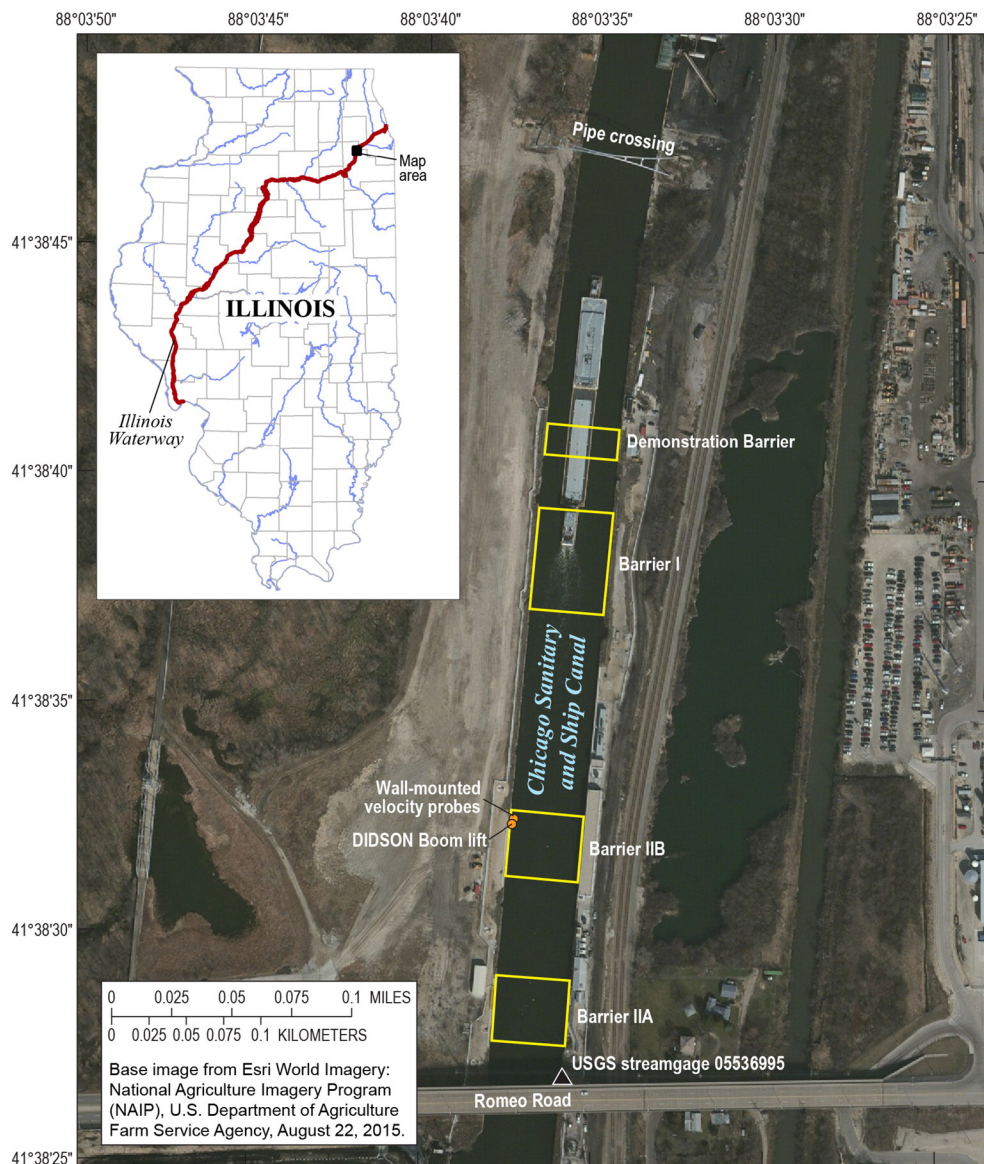 88°03'50" 88°03'45" 88°03'40" 88°03'35" 88°03'30" 88°03'25"
Map
area
ILLINOIS
Illinois
Waterway
Pipe crossing
41°38'45"
Demonstration Barrier
41°38'40"
Barrier I
Chicago Sanitary
and Ship Canal
41°38'35"
Wall-mounted
velocity probes
DIDSON Boom lift
Barrier IIB
41°38'30"
Barrier IIA
USGS streamgage 05536995
Romeo Road
0 0.025 0.05 0.075 0.1 MILES
0 0.025 0.05 0.075 0.1 KILOMETERS
Base image from Esri World Imagery:
National Agriculture Imagery Program
(NAIP), U.S. Department of Agriculture
Farm Service Agency, August 22, 2015.
41°38'25"